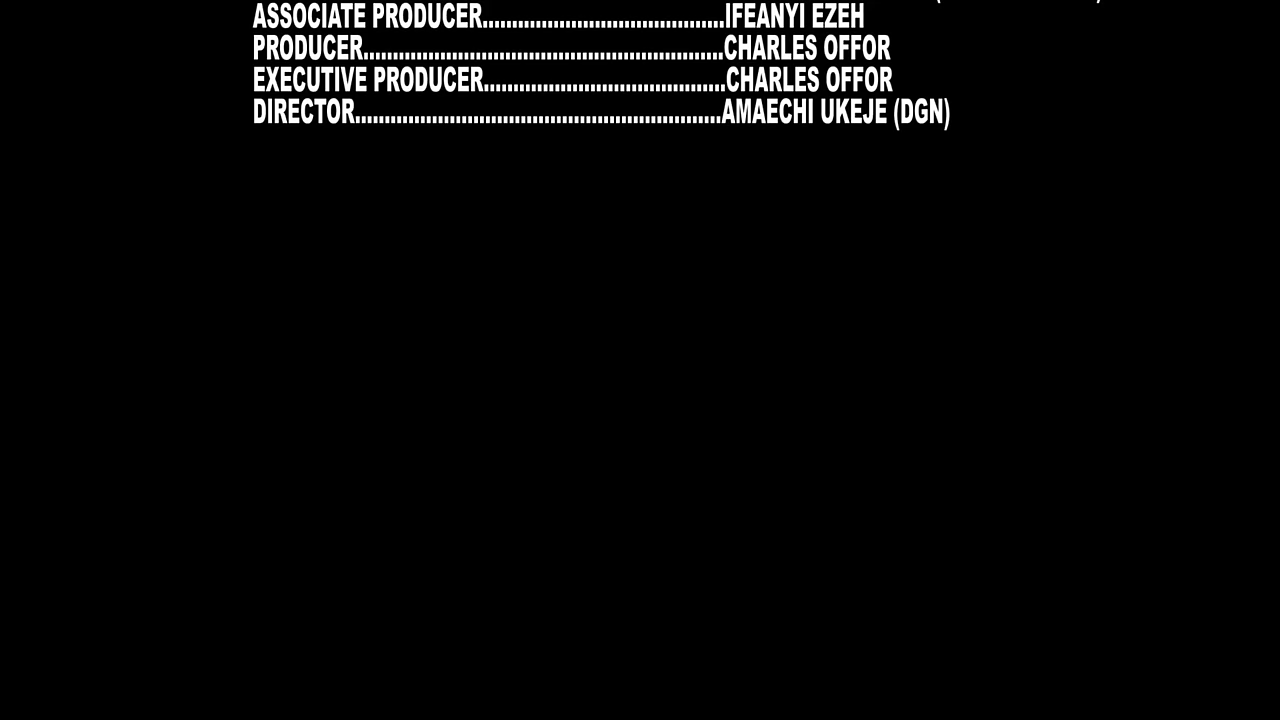 ASSOCIATE PRODUCER.........................................IFEANYI EZEH
PRODUCER.............................................................CHARLES OFFOR
EXECUTIVE PRODUCER.........................................CHARLES OFFOR
DIRECTOR..............................................................AMAECHI UKEJE (DGN)